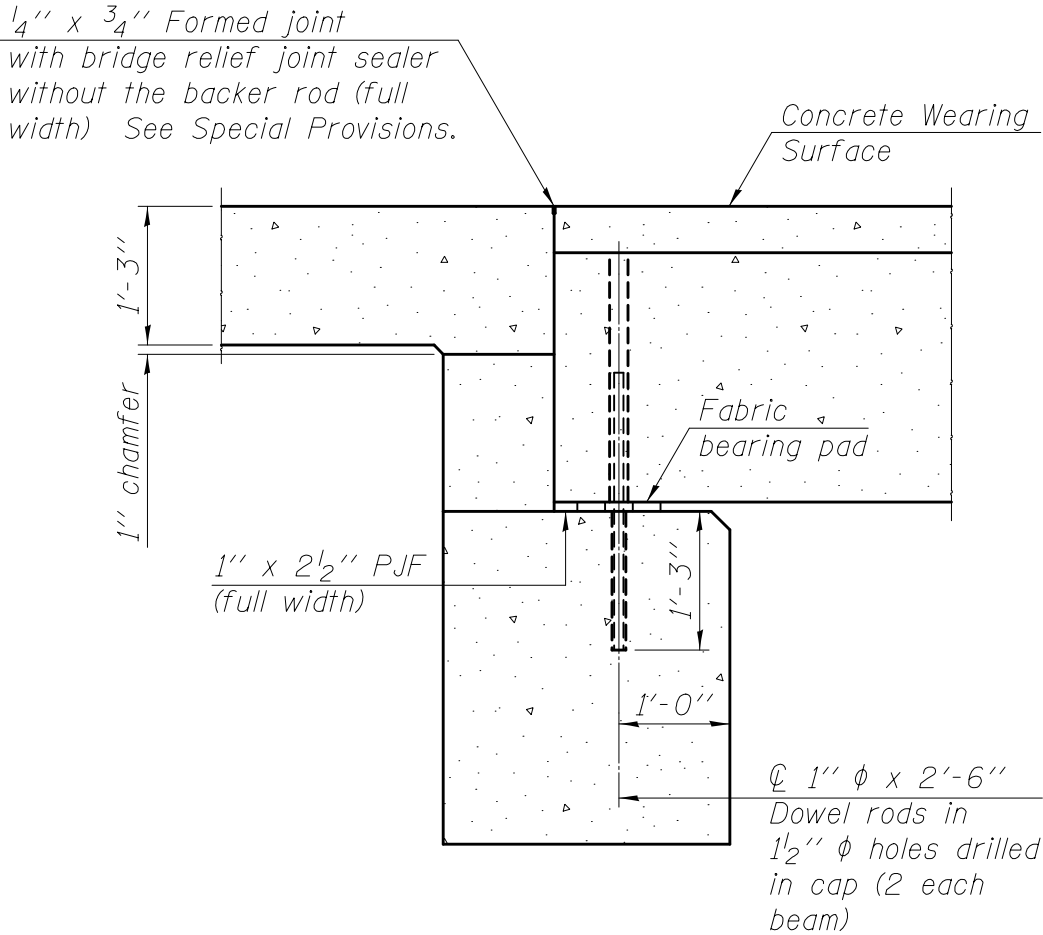 1/4'' x 3/4'' Formed joint
with bridge relief joint sealer
without the backer rod (full
width) See Special Provisions.
Concrete Wearing
Surface
1'-3''
1'' chamfer
Fabric
bearing pad
1'' x 2 1/2'' PJF
(full width)
1'-3''
1'-0''
℄ 1'' ϕ x 2'-6''
Dowel rods in
1 1/2'' ϕ holes drilled
in cap (2 each
beam)